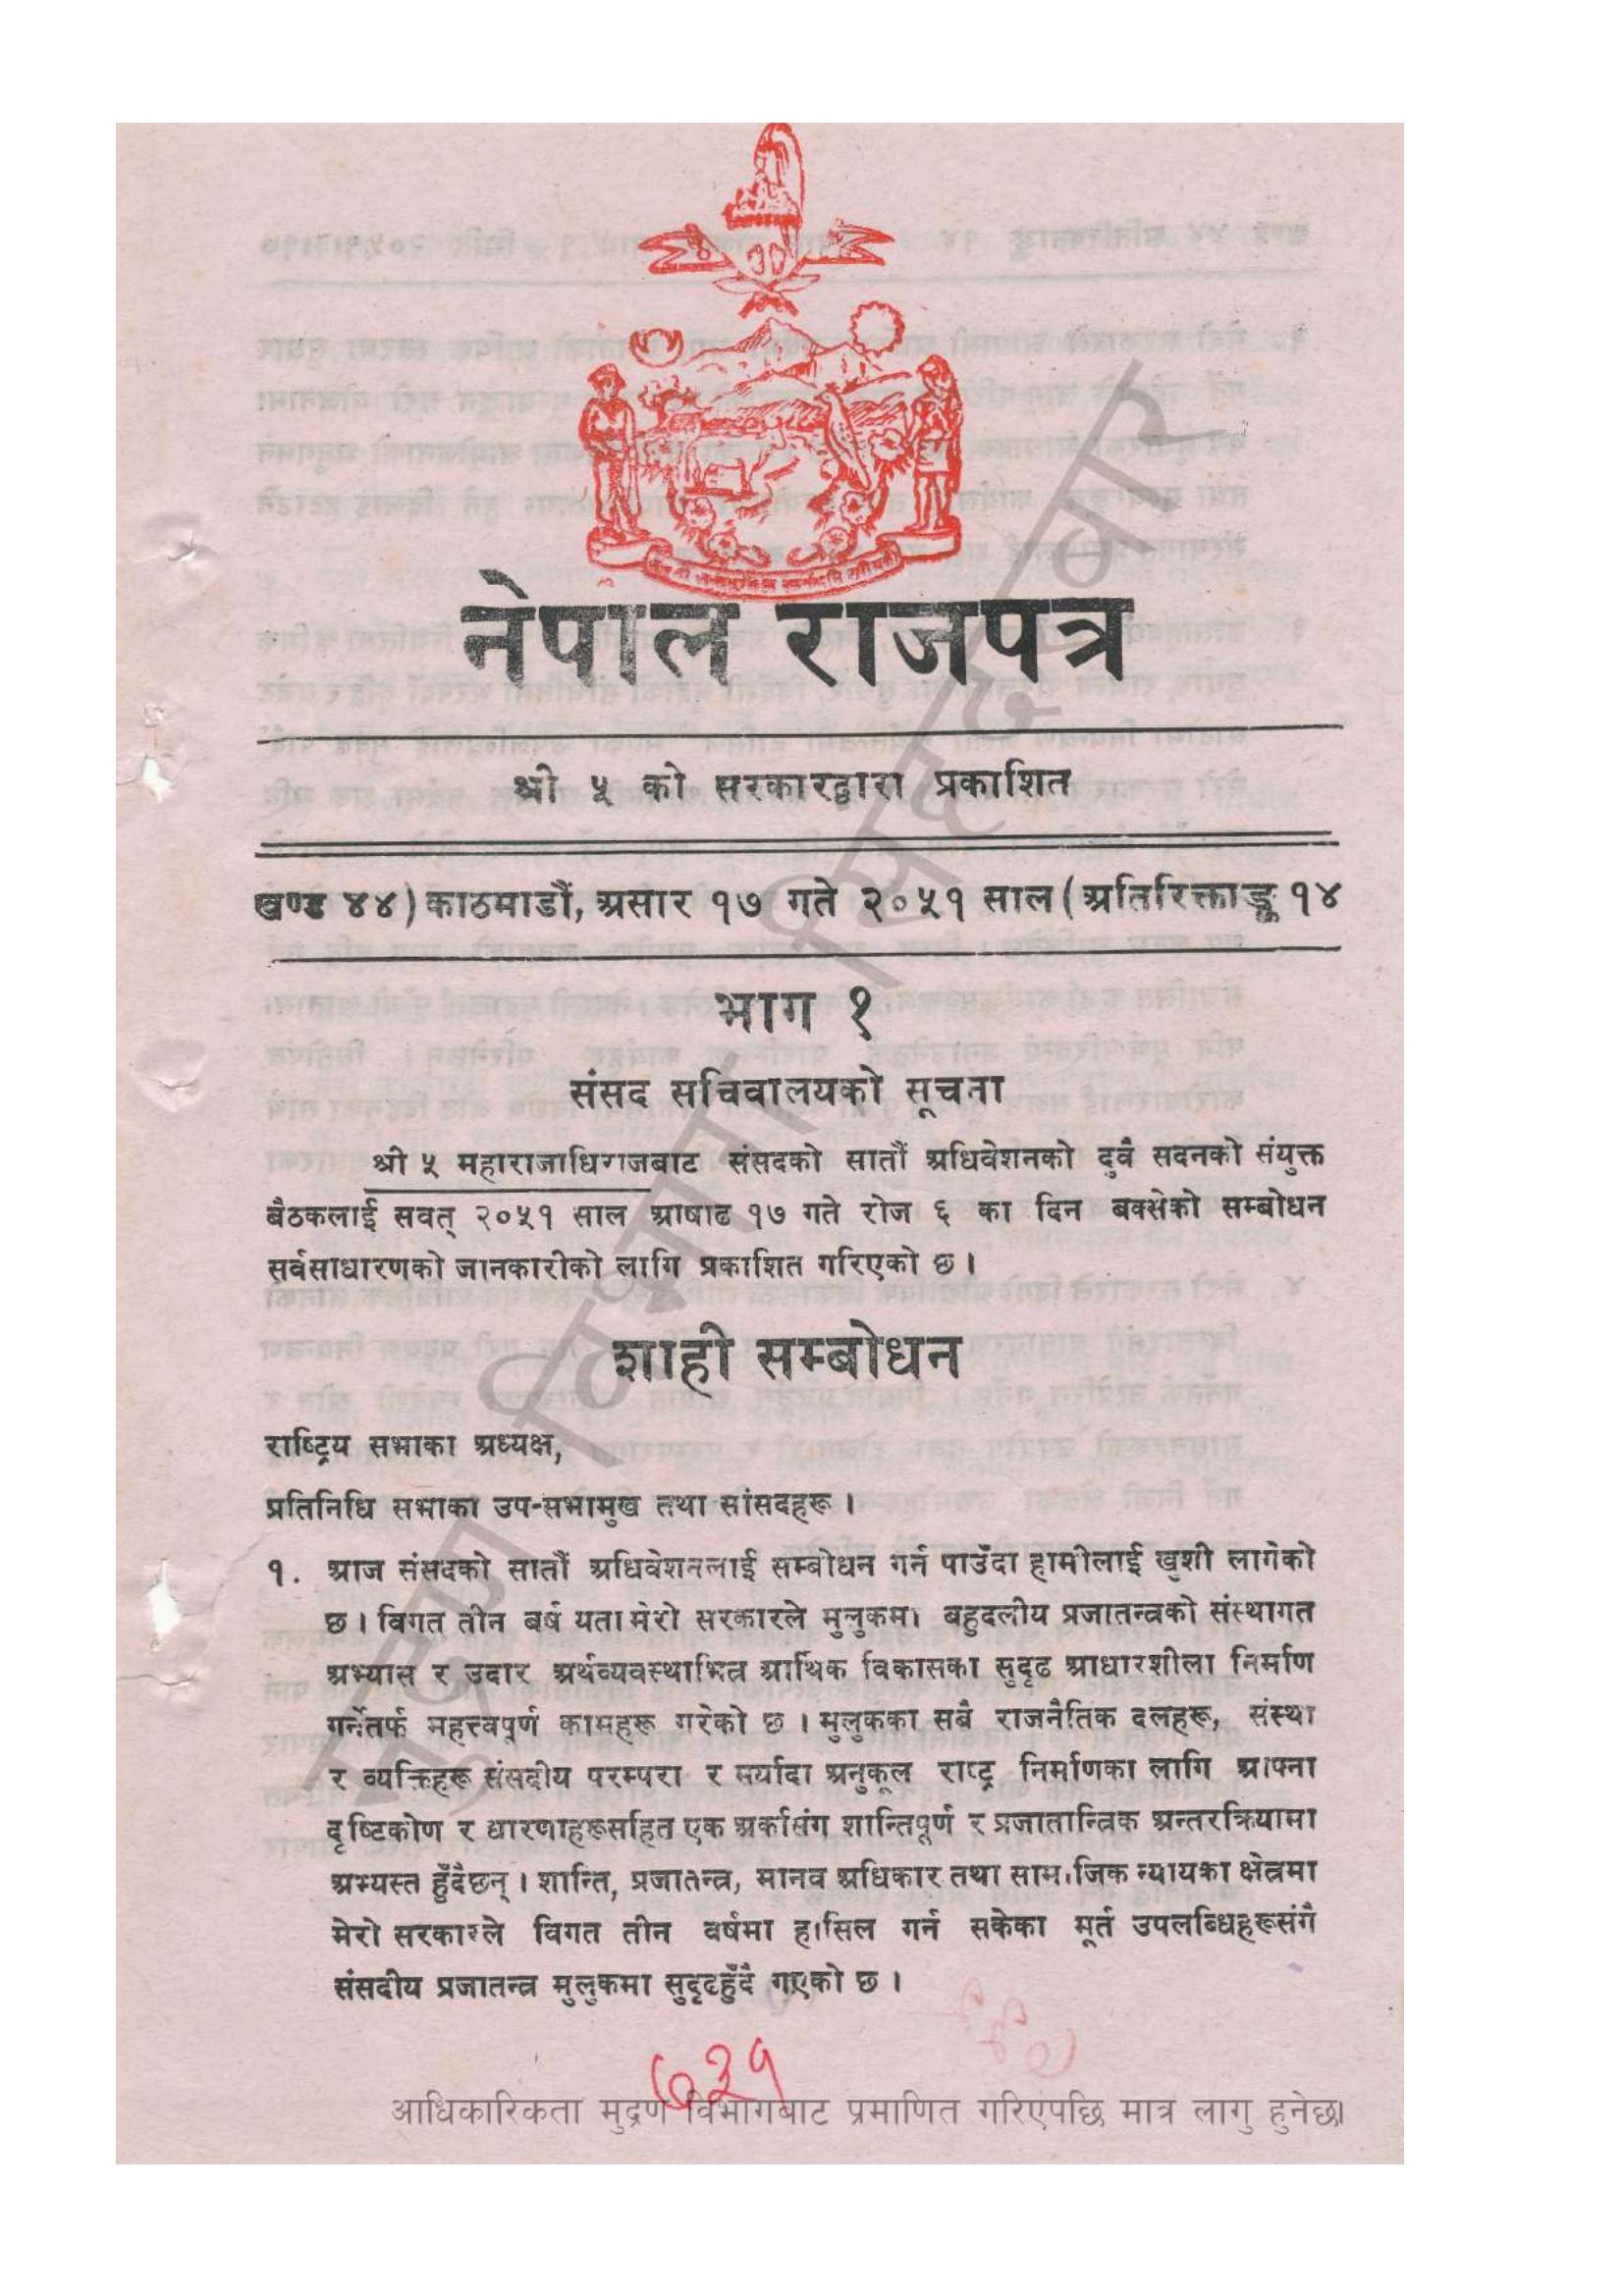 नेपाल राजपत्र
श्री ५ को सरकारद्वारा प्रकाशित
खण्ड ४४) काठमाडौं, असार १७ गते २०५१ साल (अतिरिक्ताङ्क १४
भाग १
संसद सचिवालयको सूचना
श्री ५ महाराजाधिराजबाट संसदको सातौं अधिवेशनको दुवै सदनको संयुक्त
बैठकलाई सवत् २०५१ साल आषाढ १७ गते रोज ६ का दिन बक्सेको सम्बोधन
सर्वसाधारणको जानकारीको लागि प्रकाशित गरिएको छ ।
शाही सम्बोधन
राष्ट्रिय सभाका अध्यक्ष,
प्रतिनिधि सभाका उप-सभामुख तथा सांसदहरू ।
१. आज संसदको सातौं अधिवेशनलाई सम्बोधन गर्न पाउँदा हामीलाई खुशी लागेको
छ । विगत तीन बर्ष यता मेरो सरकारले मुलुकमा बहुदलीय प्रजातन्त्रको संस्थागत
अभ्यास र उदार अर्थव्यवस्थाभित्र आर्थिक विकासका सुदृढ आधारशीला निर्माण
गर्नेतर्फ महत्त्वपूर्ण कामहरू गरेको छ । मुलुकका सबै राजनैतिक दलहरू, संस्था
र व्यक्तिहरू संसदीय परम्परा र मर्यादा अनुकूल राष्ट्र निर्माणका लागि आपना
दृष्टिकोण र धारणाहरूसहित एक अर्कासंग शान्तिपूर्ण र प्रजातान्त्रिक अन्तरक्रियामा
अभ्यस्त हुँदैछन् । शान्ति, प्रजातन्त्र, मानव अधिकार तथा सामाजिक न्यायका क्षेत्रमा
मेरो सरकारले विगत तीन वर्षमा हासिल गर्न सकेका मूर्त उपलब्धिहरूसंगै
संसदीय प्रजातन्त्र मुलुकमा सुदृढहुँदै गएको छ ।
७३१
आधिकारिकता मुद्रण विभागबाट प्रमाणित गरिएपछि मात्र लागु हुनेछ।
मुद्रण विभाग, सिंहदरबार